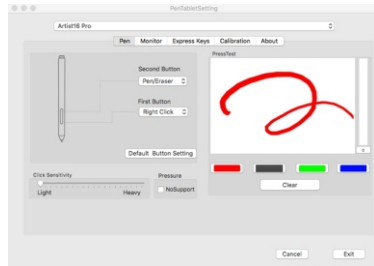 PenTabletSetting
Artist16 Pro
Pen Monitor Express Keys Calibration About
PressTest
Second Button
Pen/Eraser
First Button
Right Click
Default Button Setting
Click Sensitivity
Light Heavy
Pressure
NoSupport
Clear
Cancel Exit